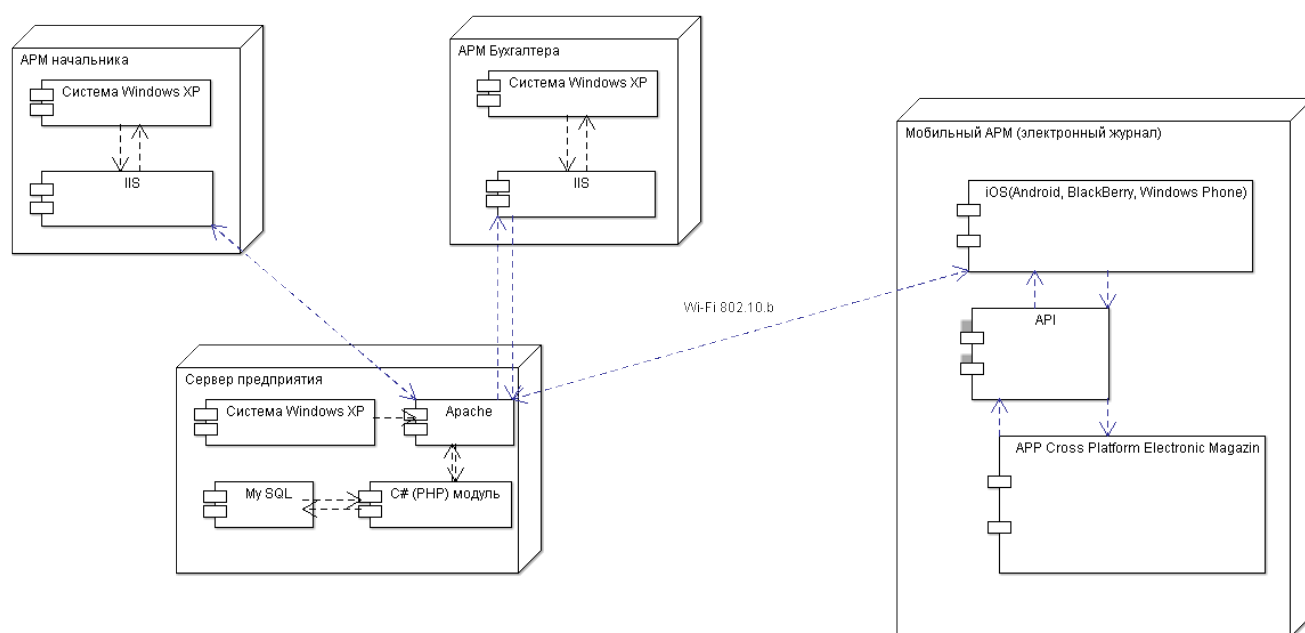 АРМ начальника
Система Windows XP
IIS
АРМ Бухгалтера
Система Windows XP
IIS
Мобильный АРМ (электронный журнал)
iOS(Android, BlackBerry, Windows Phone)
API
APP Cross Platform Electronic Magazin
Wi-Fi 802.10.b
Сервер предприятия
Система Windows XP
Apache
My SQL
C# (PHP) модуль